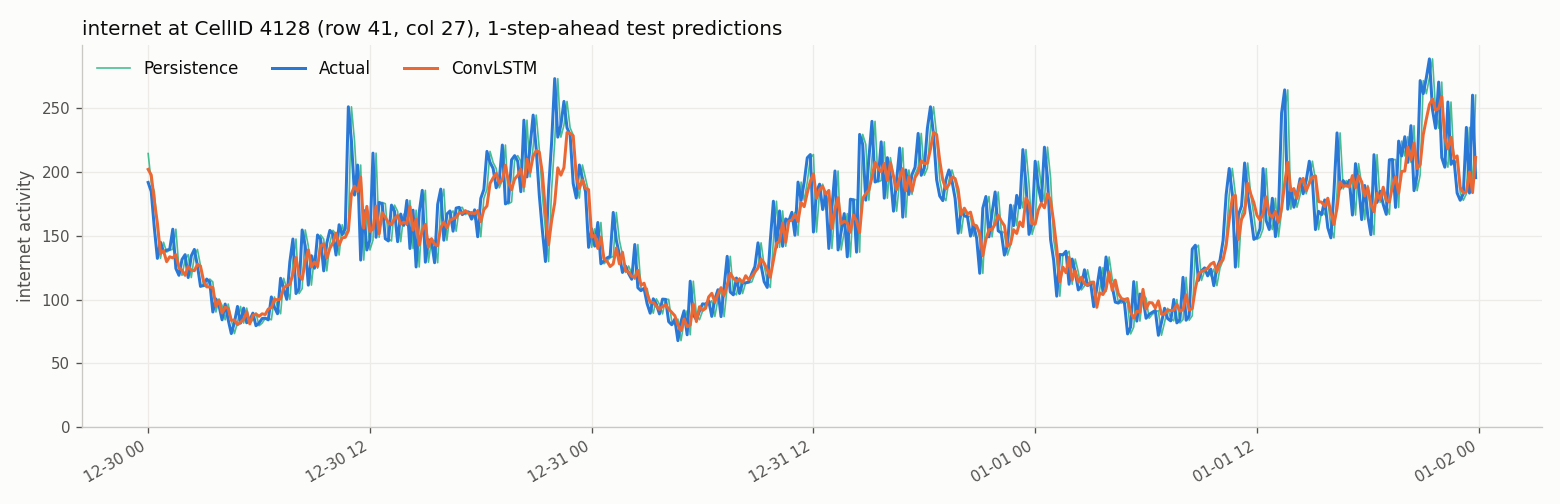 internet at CellID 4128 (row 41, col 27), 1-step-ahead test predictions
Persistence
Actual
ConvLSTM
internet activity
250
200
150
100
50
0
12-30 00
12-30 12
12-31 00
12-31 12
01-01 00
01-01 12
01-02 00